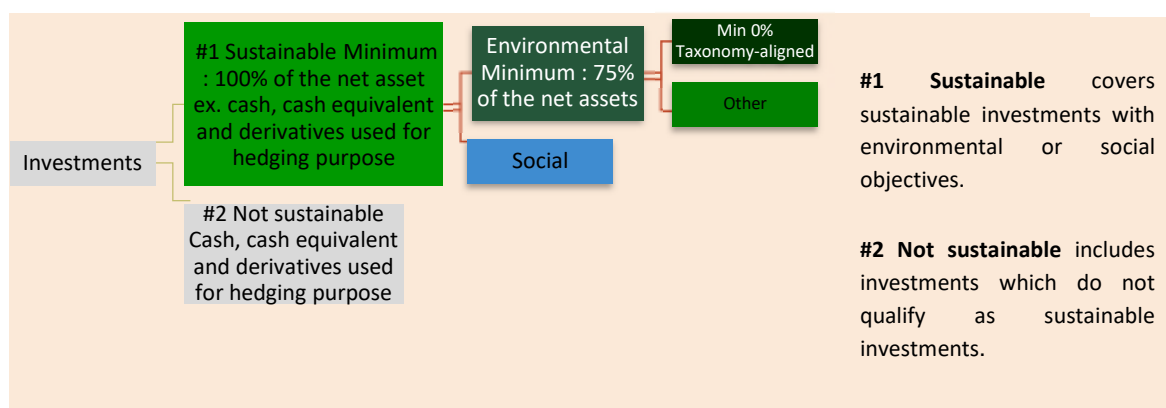 Investments
#1 Sustainable Minimum
: 100% of the net asset
ex. cash, cash equivalent
and derivatives used for
hedging purpose
#2 Not sustainable
Cash, cash equivalent
and derivatives used
for hedging purpose
Environmental
Minimum : 75%
of the net assets
Social
Min 0%
Taxonomy-aligned
Other
#1 Sustainable covers
sustainable investments with
environmental or social
objectives.
#2 Not sustainable includes
investments which do not
qualify as sustainable
investments.